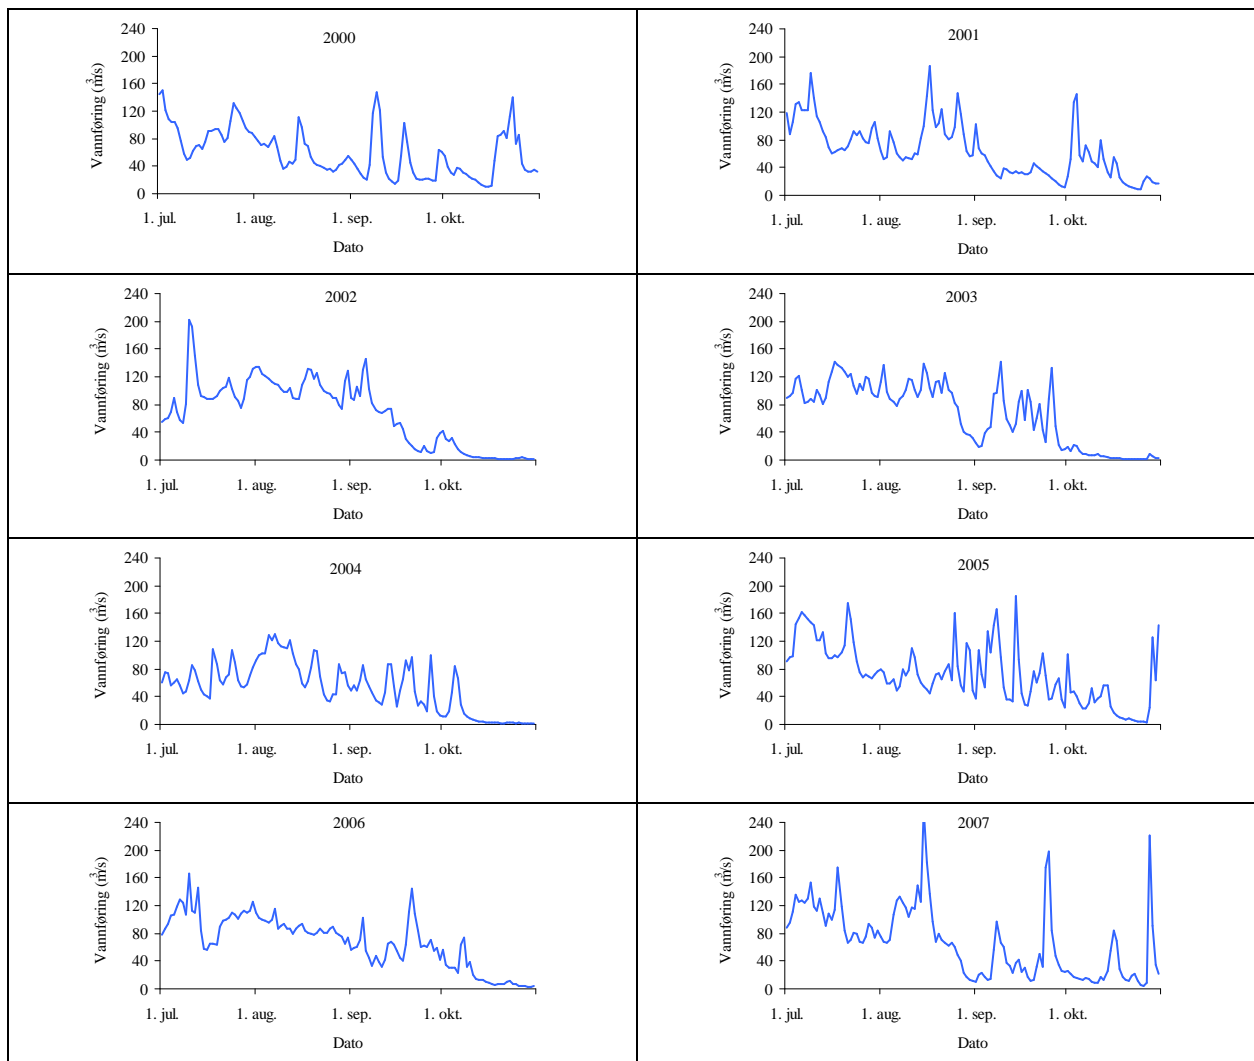 2000
Vannføring (m³/s)
240
200
160
120
80
40
0
1. jul.
1. aug.
1. sep.
1. okt.
Dato
2001
Vannføring (m³/s)
240
200
160
120
80
40
0
1. jul.
1. aug.
1. sep.
1. okt.
Dato
2002
Vannføring (m³/s)
240
200
160
120
80
40
0
1. jul.
1. aug.
1. sep.
1. okt.
Dato
2003
Vannføring (m³/s)
240
200
160
120
80
40
0
1. jul.
1. aug.
1. sep.
1. okt.
Dato
2004
Vannføring (m³/s)
240
200
160
120
80
40
0
1. jul.
1. aug.
1. sep.
1. okt.
Dato
2005
Vannføring (m³/s)
240
200
160
120
80
40
0
1. jul.
1. aug.
1. sep.
1. okt.
Dato
2006
Vannføring (m³/s)
240
200
160
120
80
40
0
1. jul.
1. aug.
1. sep.
1. okt.
Dato
2007
Vannføring (m³/s)
240
200
160
120
80
40
0
1. jul.
1. aug.
1. sep.
1. okt.
Dato